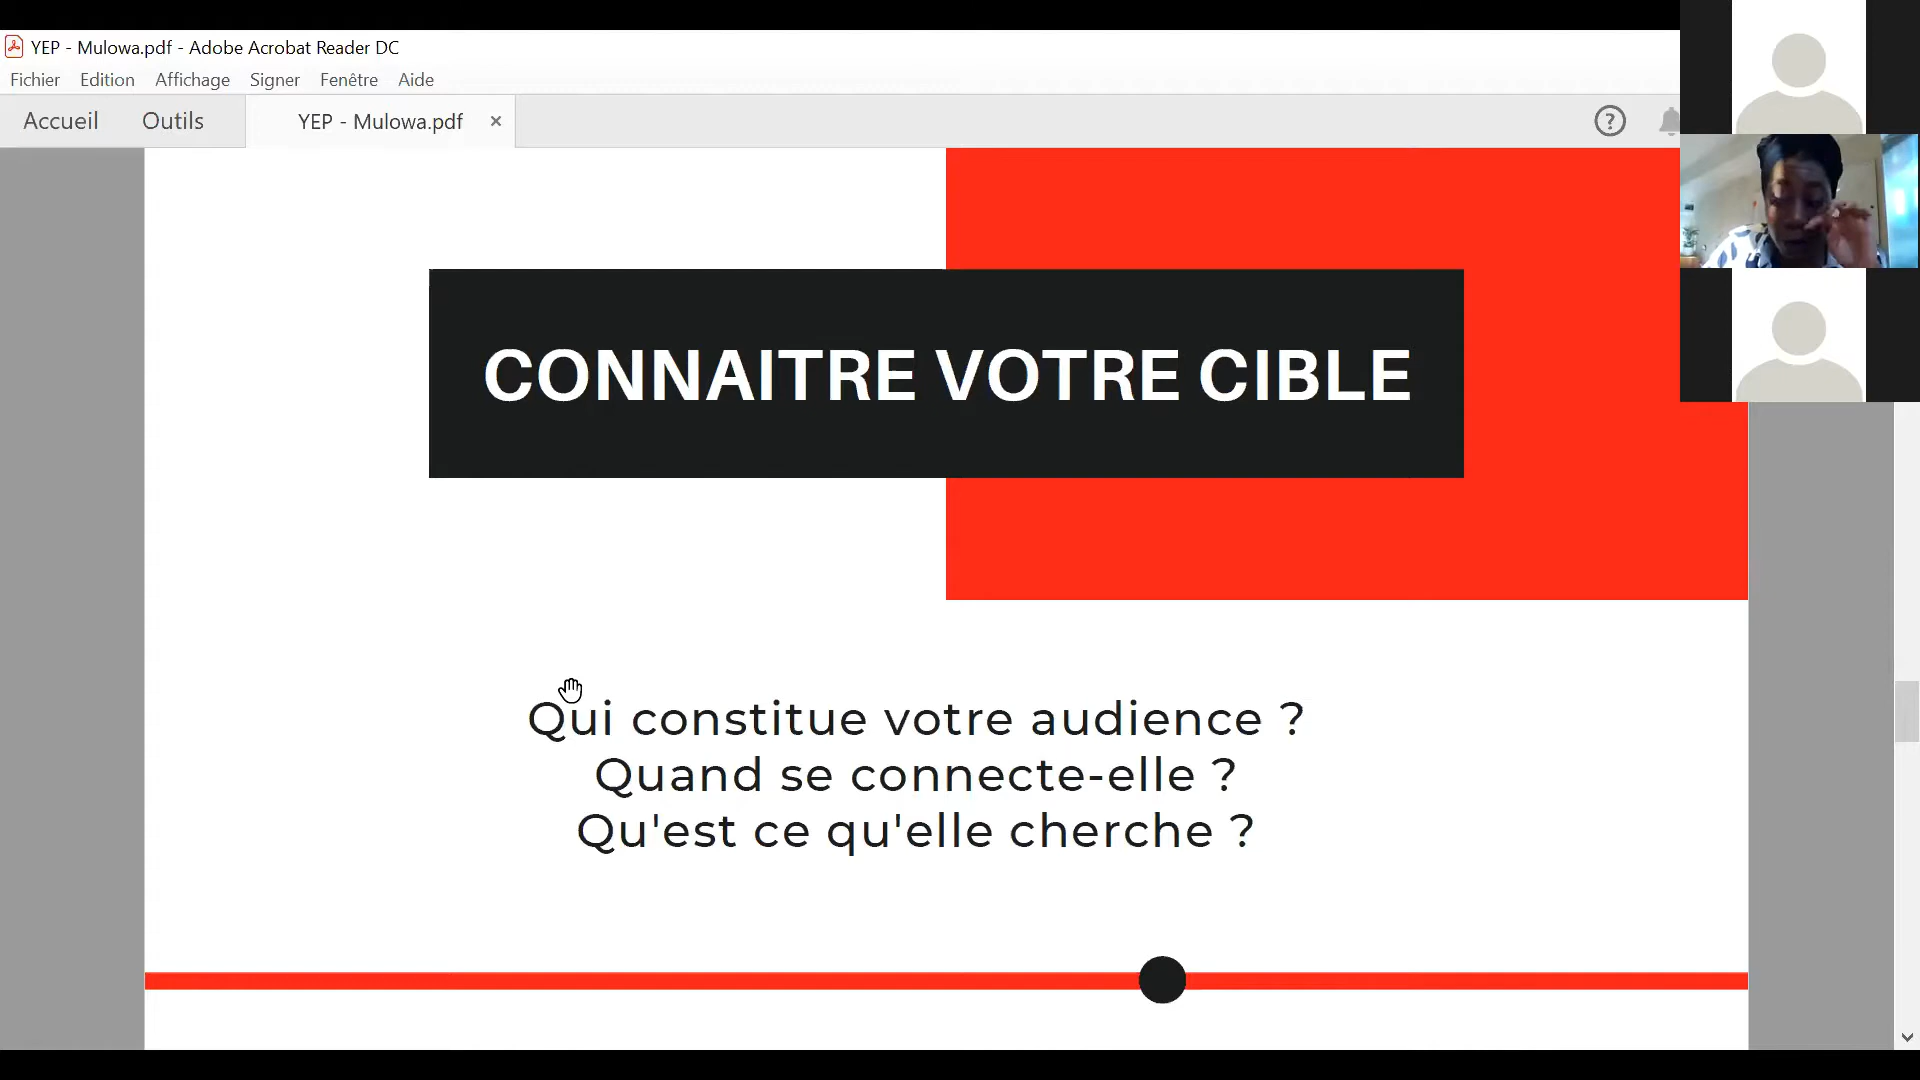 YEP - Mulowa.pdf - Adobe Acrobat Reader DC
Fichier Edition Affichage Signer Fenêtre Aide
Accueil Outils YEP - Mulowa.pdf × ?
CONNAITRE VOTRE CIBLE
Qui constitue votre audience ?
Quand se connecte-elle ?
Qu'est ce qu'elle cherche ?